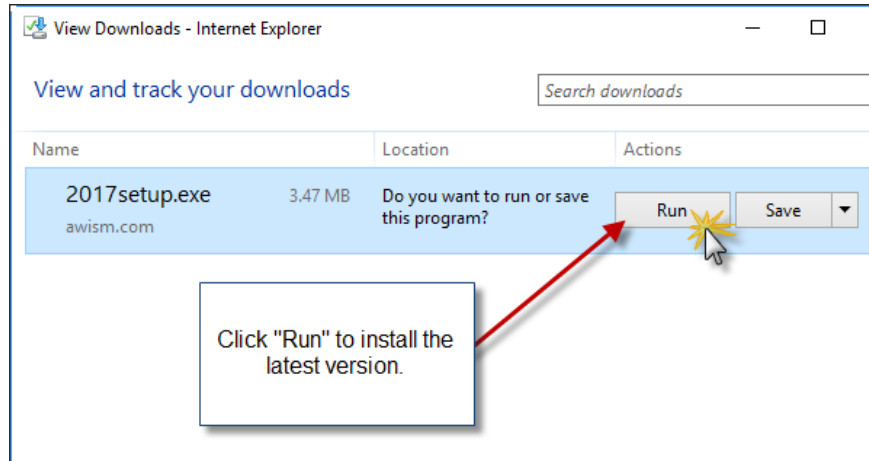 View Downloads - Internet Explorer
View and track your downloads
Search downloads
Name Location Actions
2017setup.exe 3.47 MB Do you want to run or save
this program? Run Save
awism.com
Click "Run" to install the
latest version.